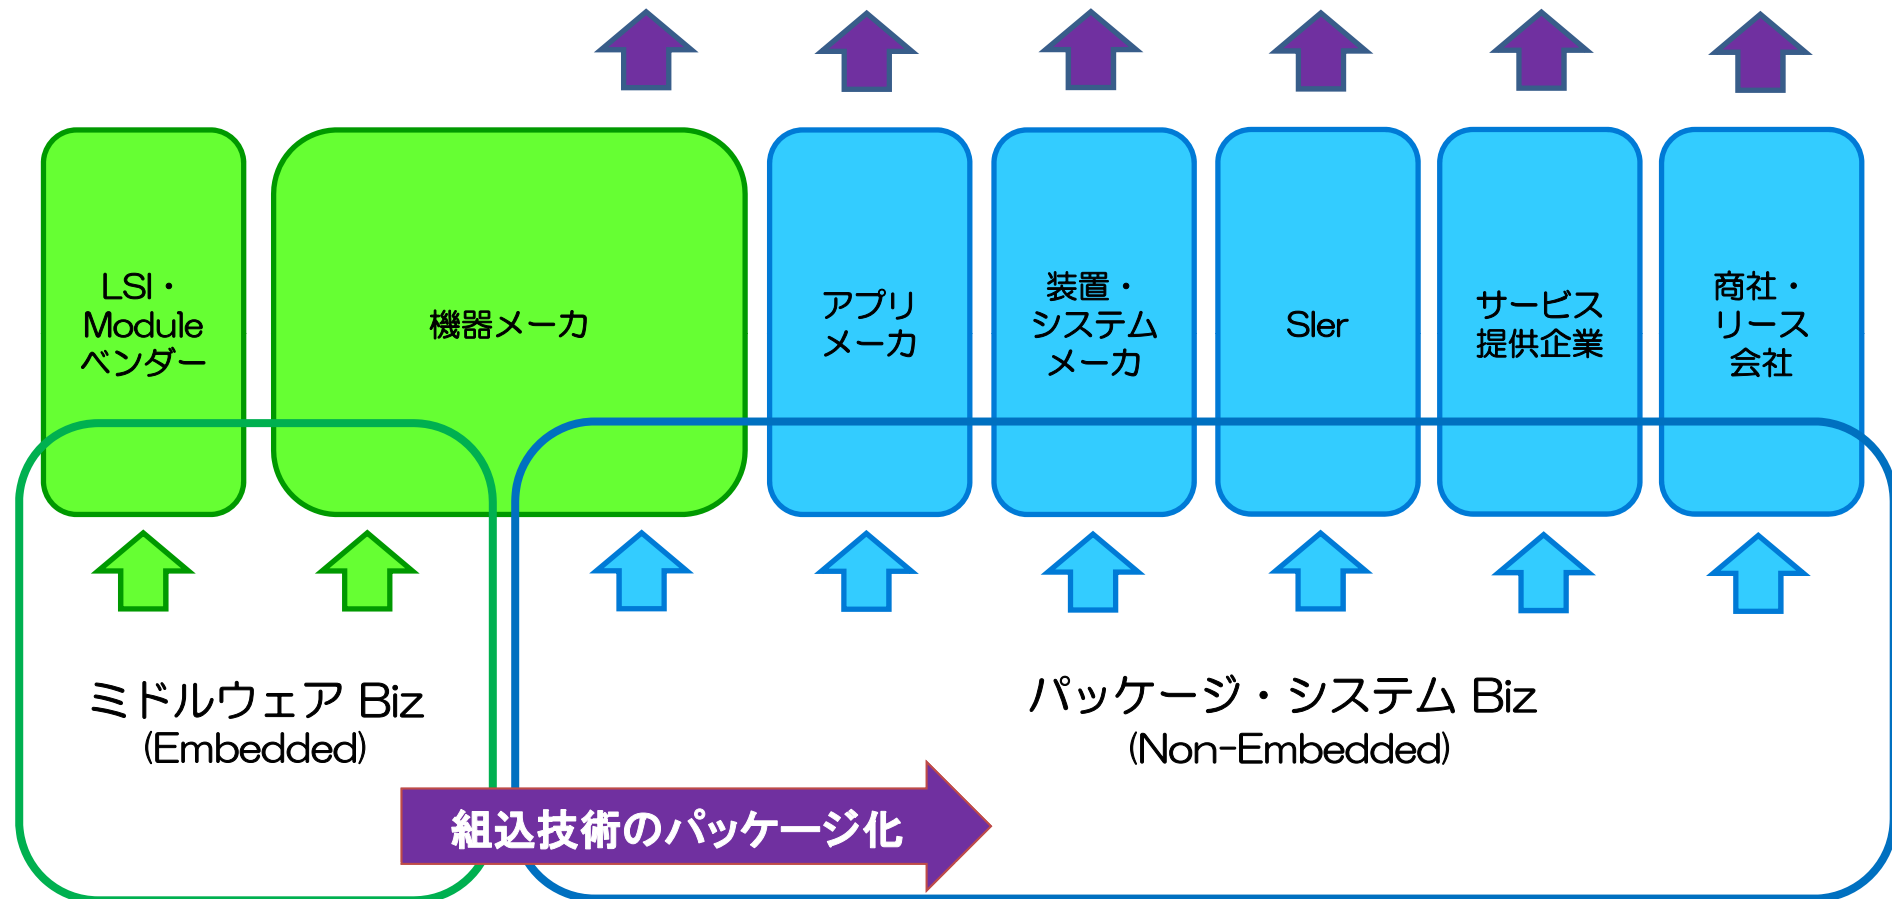 LSI・
Module
ベンダー
機器メーカ
アプリ
メーカ
装置・
システム
メーカ
SIer
サービス
提供企業
商社・
リース
会社
ミドルウェア Biz
(Embedded)
パッケージ・システム Biz
(Non-Embedded)
組込技術のパッケージ化